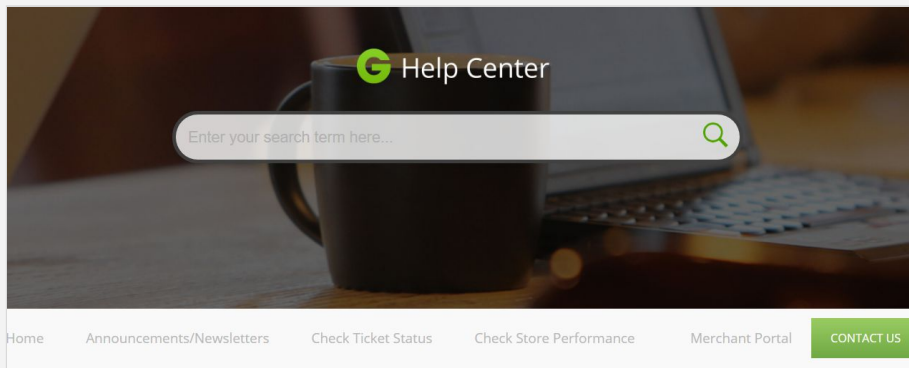 G Help Center
Enter your search term here...
Home Announcements/Newsletters Check Ticket Status Check Store Performance Merchant Portal CONTACT US